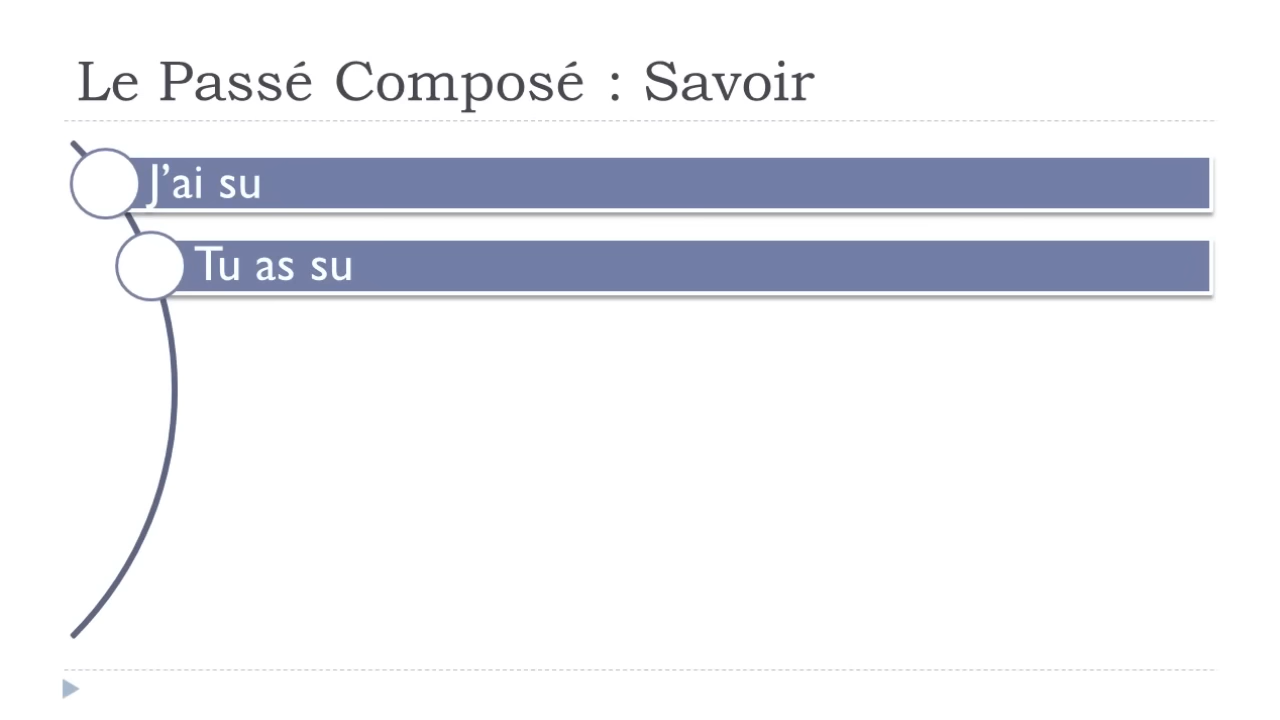 Le Passé Composé : Savoir
J’ai su
Tu as su